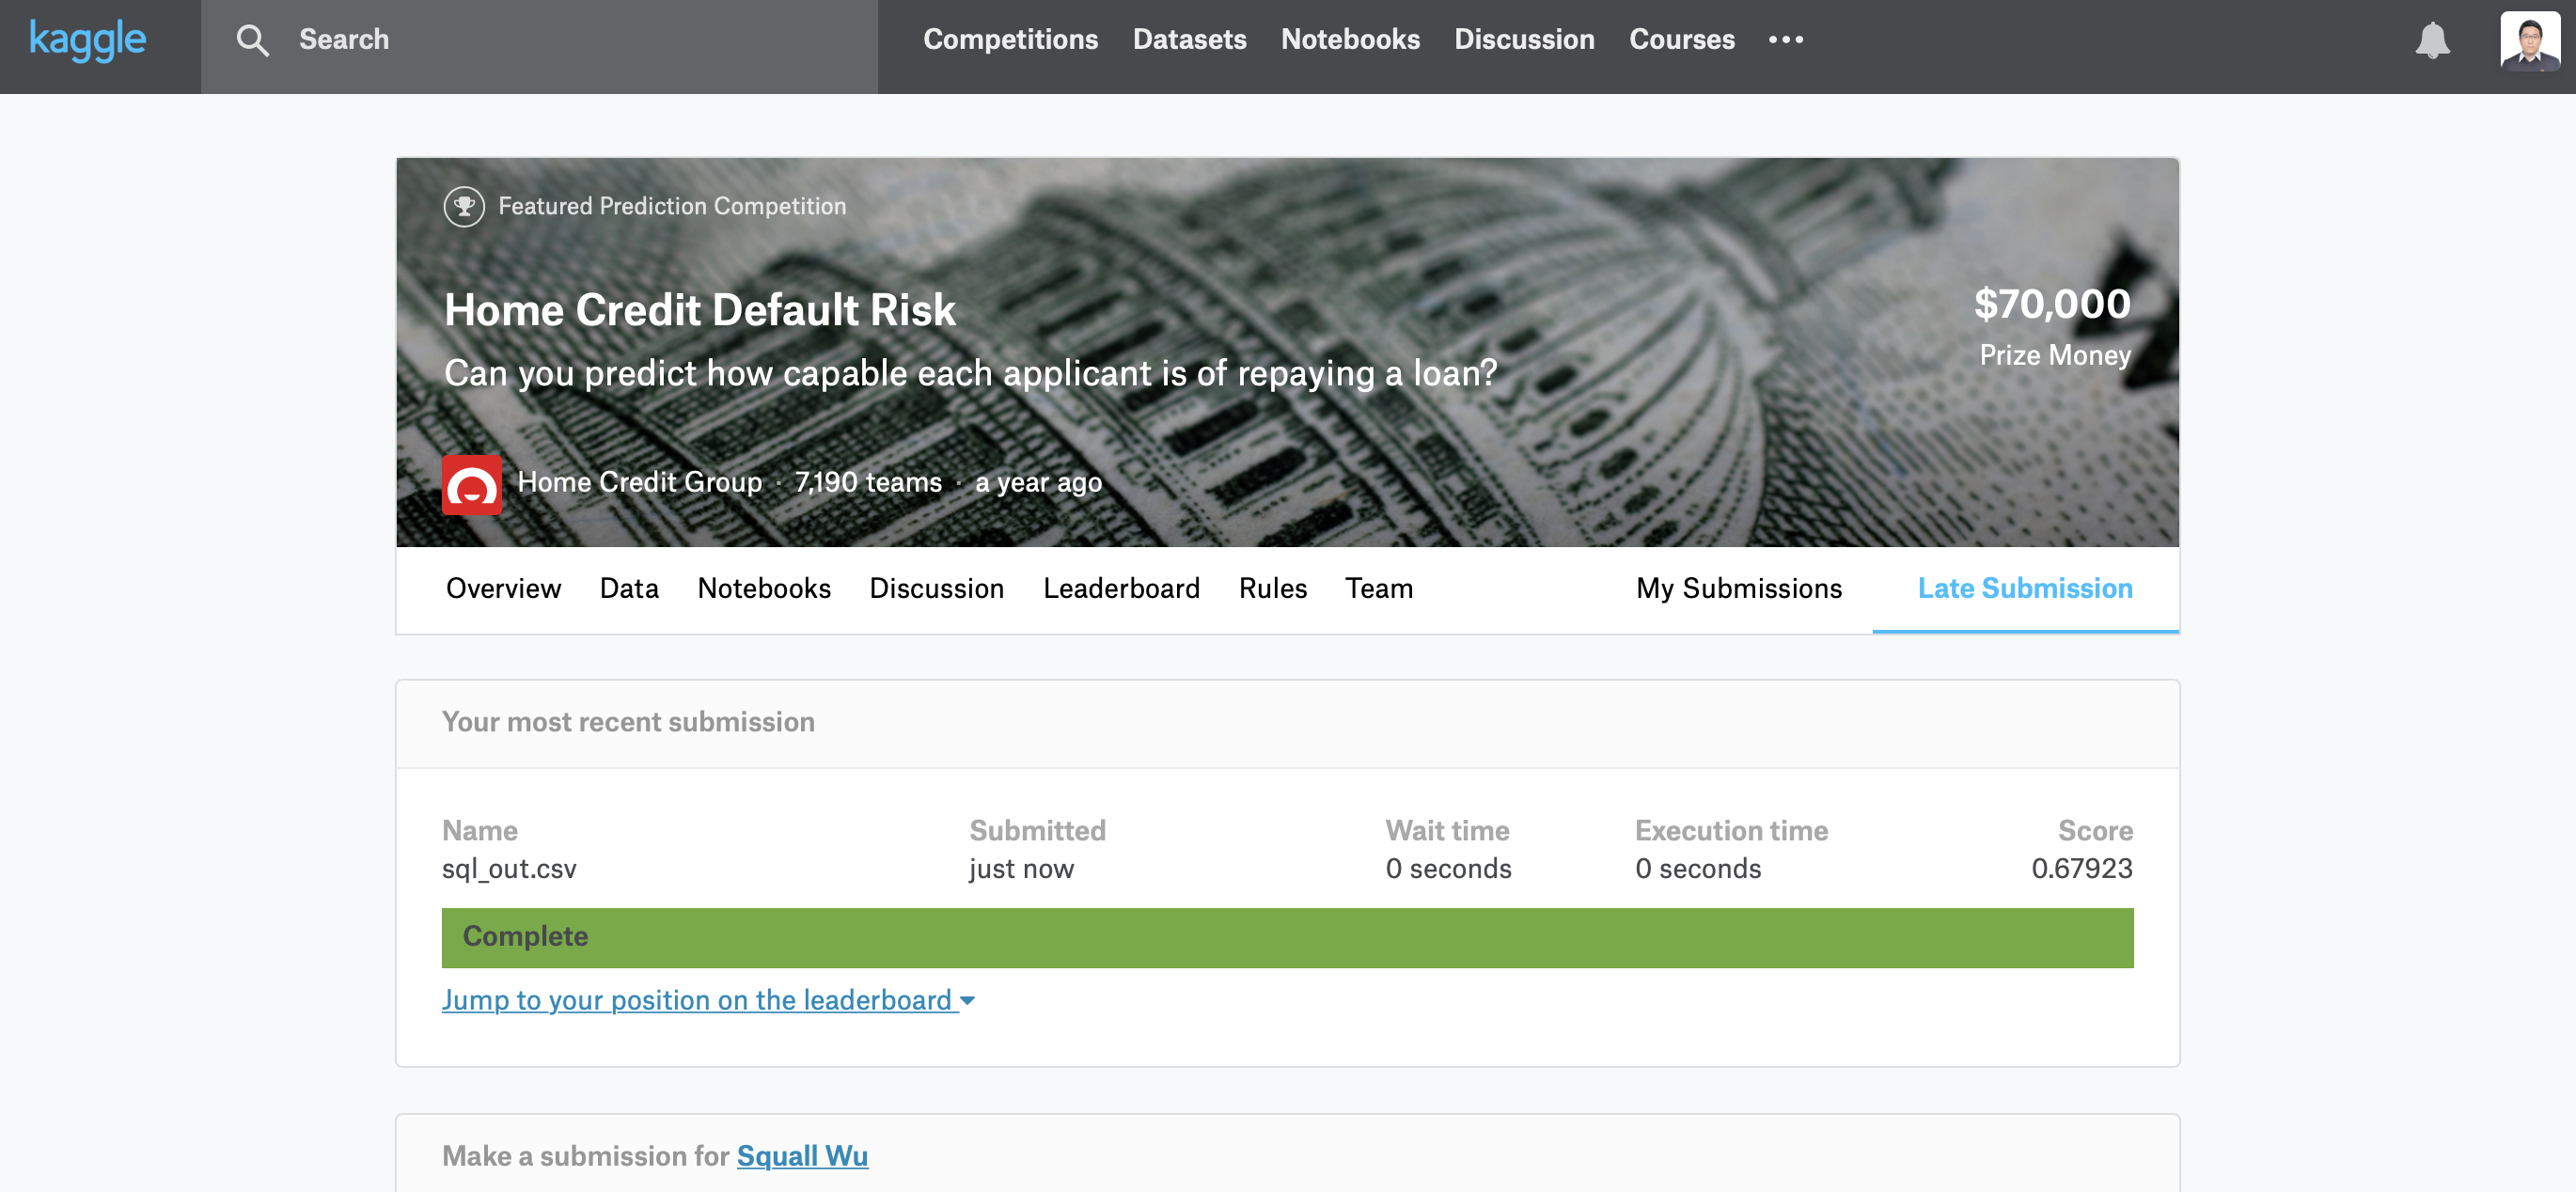 kaggle
Search
Competitions Datasets Notebooks Discussion Courses
Featured Prediction Competition
Home Credit Default Risk
$70,000
Can you predict how capable each applicant is of repaying a loan?
Prize Money
Home Credit Group · 7,190 teams · a year ago
Overview Data Notebooks Discussion Leaderboard Rules Team My Submissions Late Submission
Your most recent submission
Name Submitted Wait time Execution time Score
sql_out.csv just now 0 seconds 0 seconds 0.67923
Complete
Jump to your position on the leaderboard
Make a submission for Squall Wu